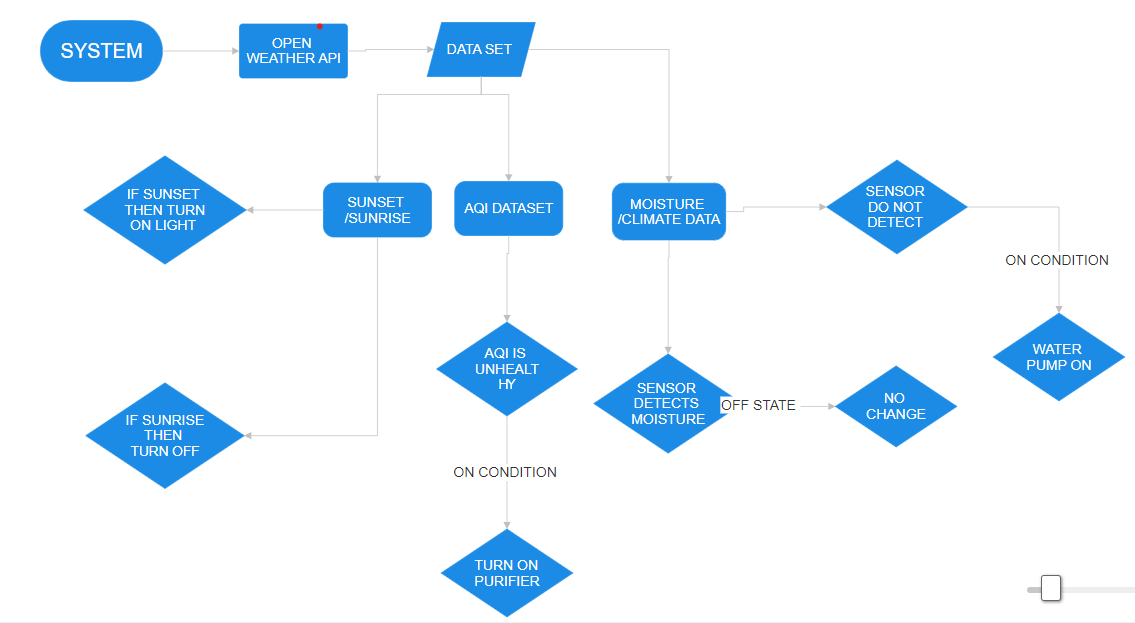 SYSTEM
OPEN
WEATHER API
DATA SET
IF SUNSET
THEN TURN
ON LIGHT
SUNSET
/SUNRISE
AQI DATASET
MOISTURE
/CLIMATE DATA
SENSOR
DO NOT
DETECT
ON CONDITION
AQI IS
UNHEALT
HY
WATER
PUMP ON
SENSOR
DETECTS
MOISTURE
OFF STATE
NO
CHANGE
IF SUNRISE
THEN
TURN OFF
ON CONDITION
TURN ON
PURIFIER